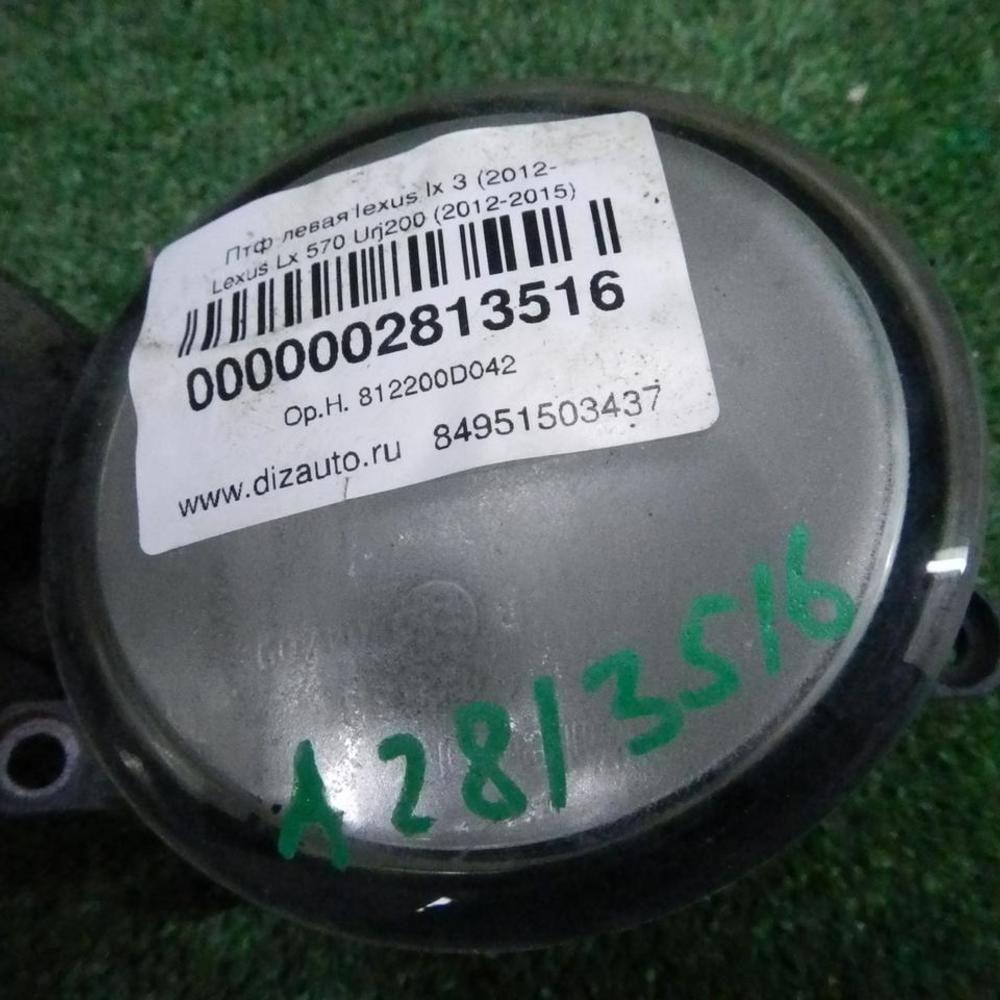 Птф левая lexus lx 3 (2012-
Lexus Lx 570 Urj200 (2012-2015)
0000002813516
Ор.Н. 812200D042
www.dizauto.ru 84951503437
A2813516